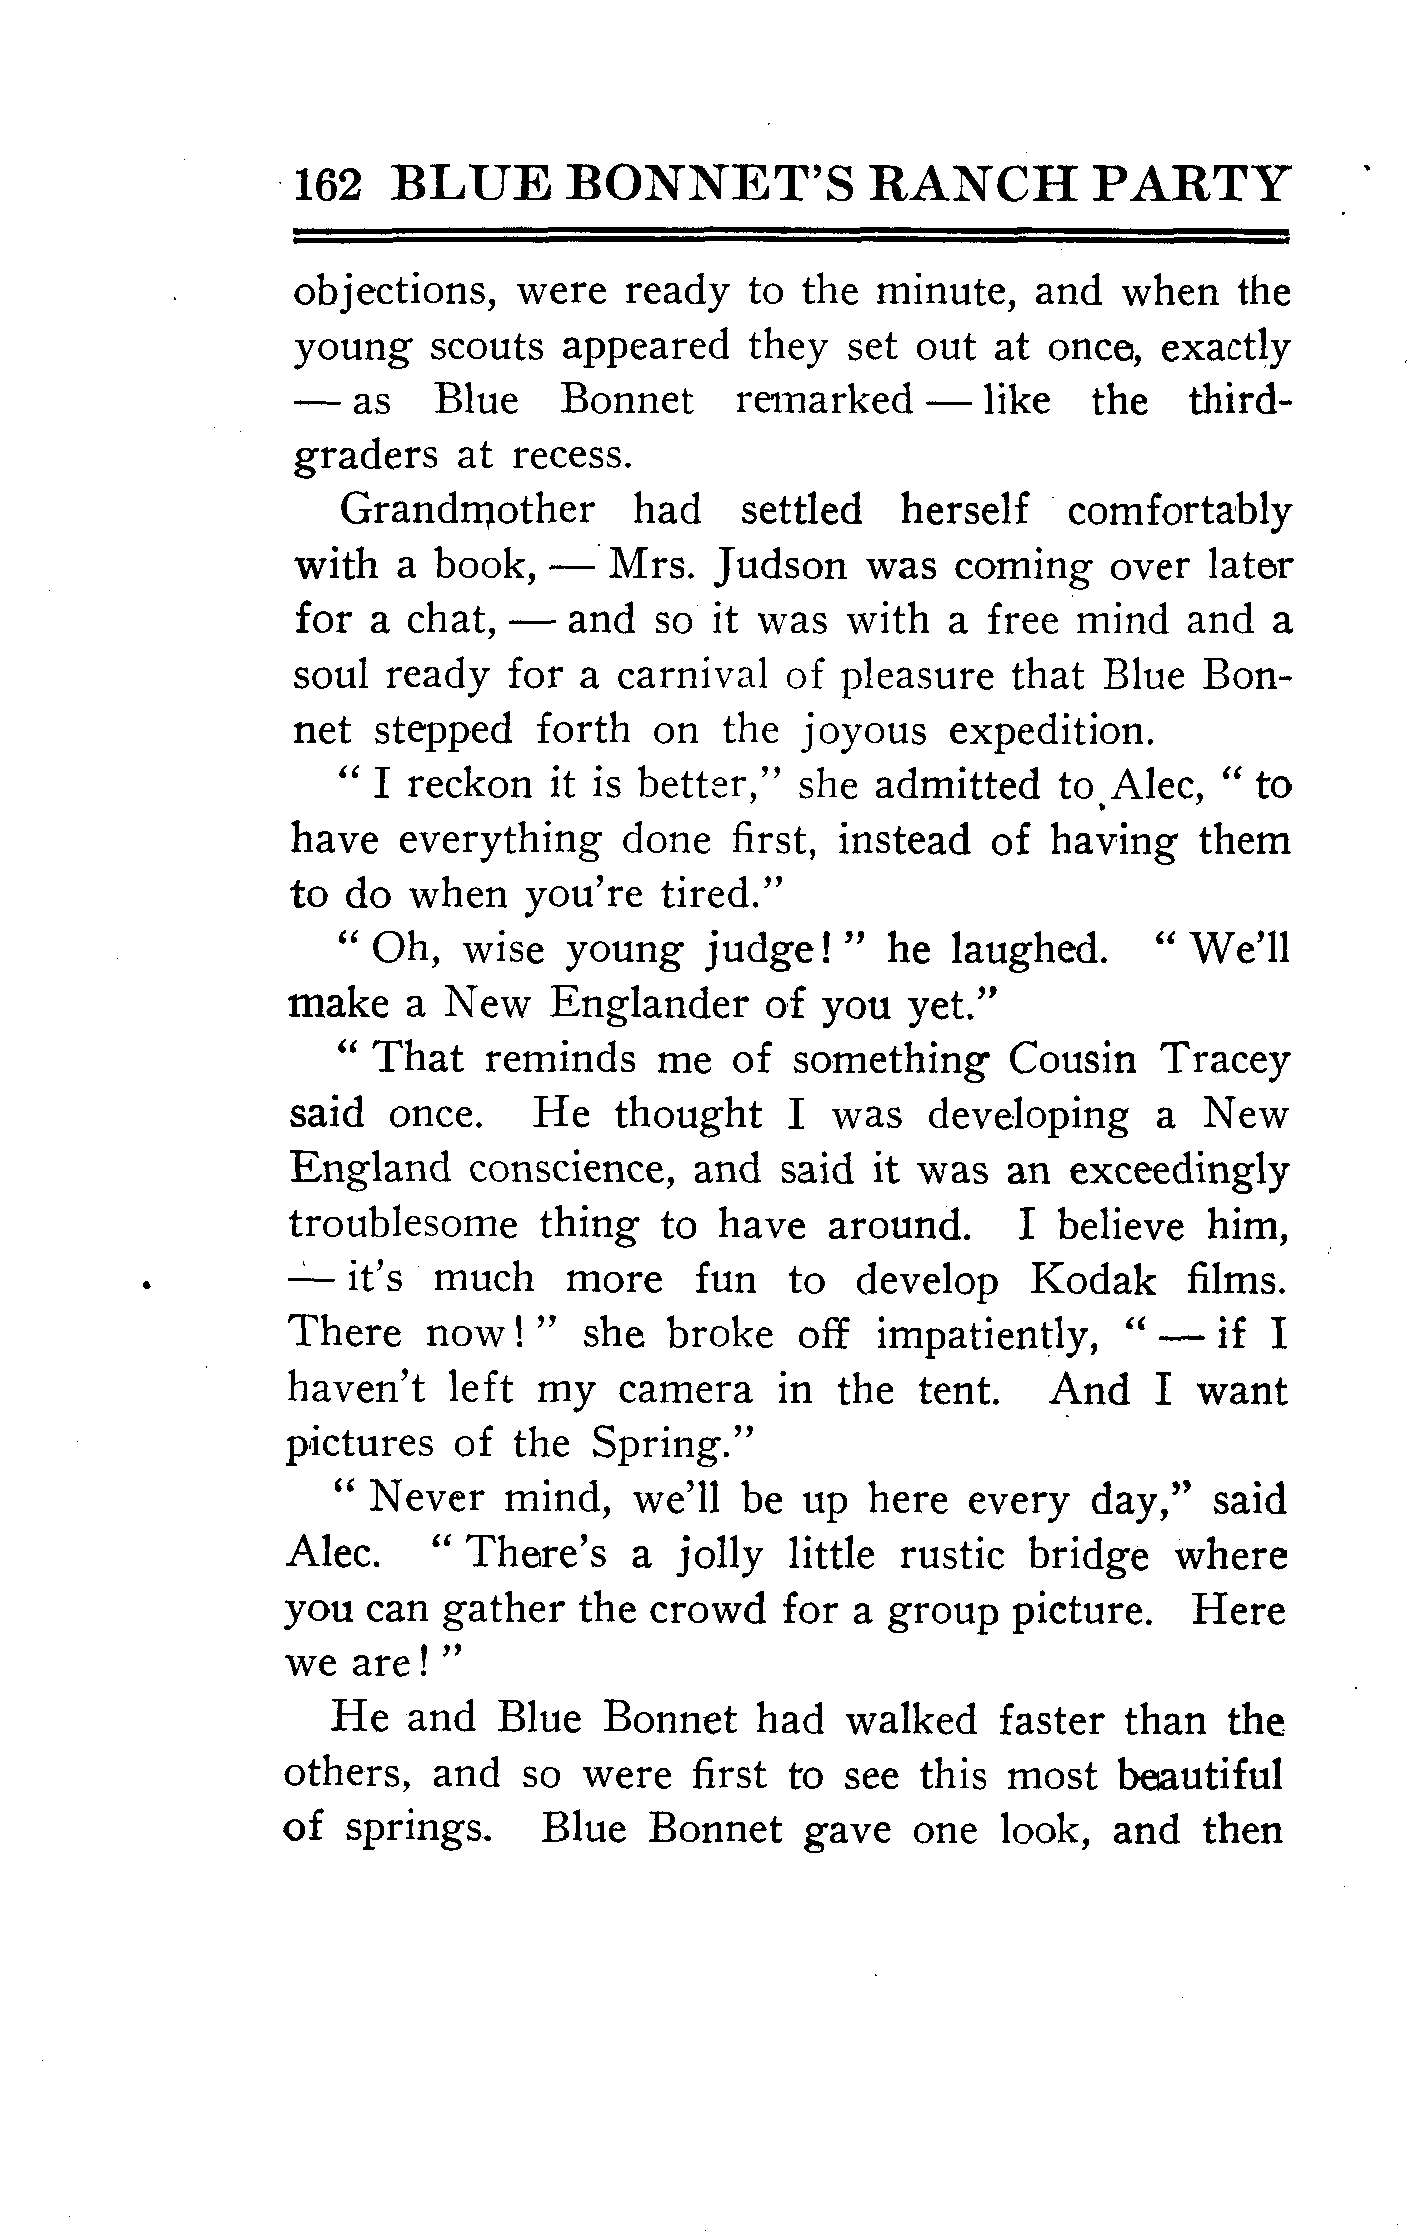 162 BLUE BONNET'S RANCH PARTY
objections, were ready to the minute, and when the
young scouts appeared they set out at once, exactly
— as Blue Bonnet remarked — like the third-
graders at recess.
Grandmother had settled herself comfortably
with a book, — Mrs. Judson was coming over later
for a chat, — and so it was with a free mind and a
soul ready for a carnival of pleasure that Blue Bon-
net stepped forth on the joyous expedition.
" I reckon it is better," she admitted to Alec, " to
have everything done first, instead of having them
to do when you're tired."
" Oh, wise young judge! " he laughed. " We'll
make a New Englander of you yet."
" That reminds me of something Cousin Tracey
said once. He thought I was developing a New
England conscience, and said it was an exceedingly
troublesome thing to have around. I believe him,
— it's much more fun to develop Kodak films.
There now! " she broke off impatiently, " — if I
haven't left my camera in the tent. And I want
pictures of the Spring."
" Never mind, we'll be up here every day," said
Alec. " There's a jolly little rustic bridge where
you can gather the crowd for a group picture. Here
we are! "
He and Blue Bonnet had walked faster than the
others, and so were first to see this most beautiful
of springs. Blue Bonnet gave one look, and then